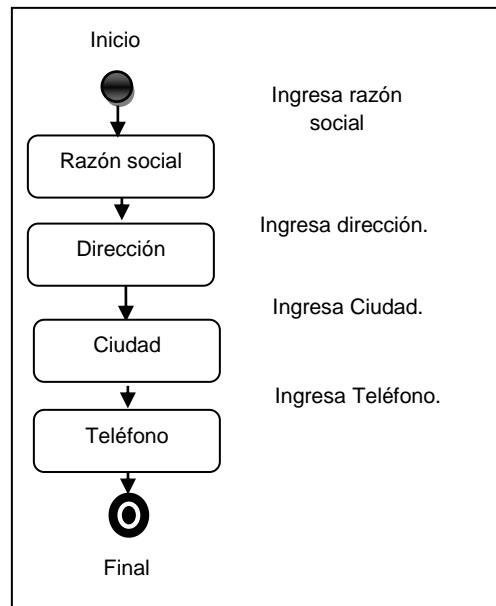 Inicio
Ingresa razón
social
Razón social
Ingresa dirección.
Dirección
Ingresa Ciudad.
Ciudad
Ingresa Teléfono.
Teléfono
Final